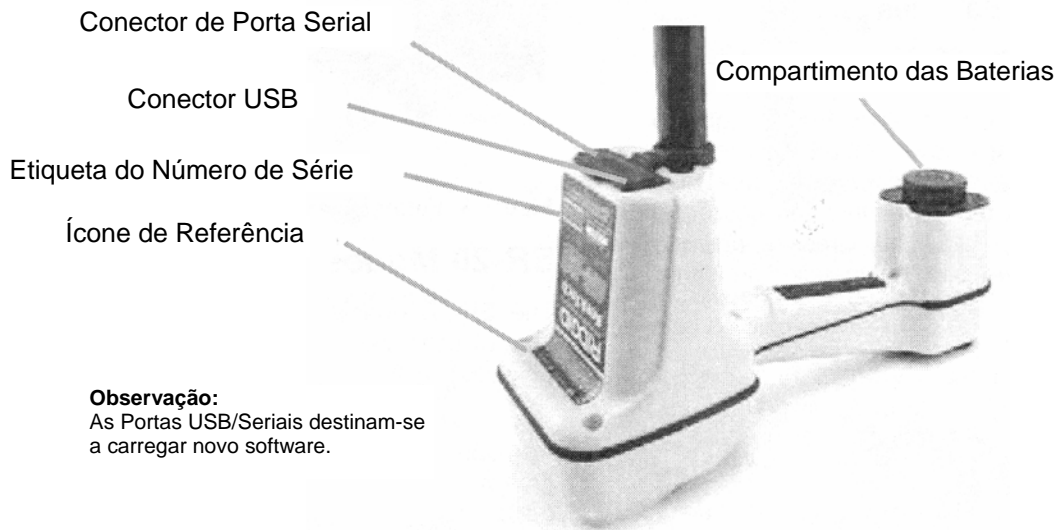 Conector de Porta Serial
Compartimento das Baterias
Conector USB
Etiqueta do Número de Série
Ícone de Referência
Observação:
As Portas USB/Seriais destinam-se
a carregar novo software.